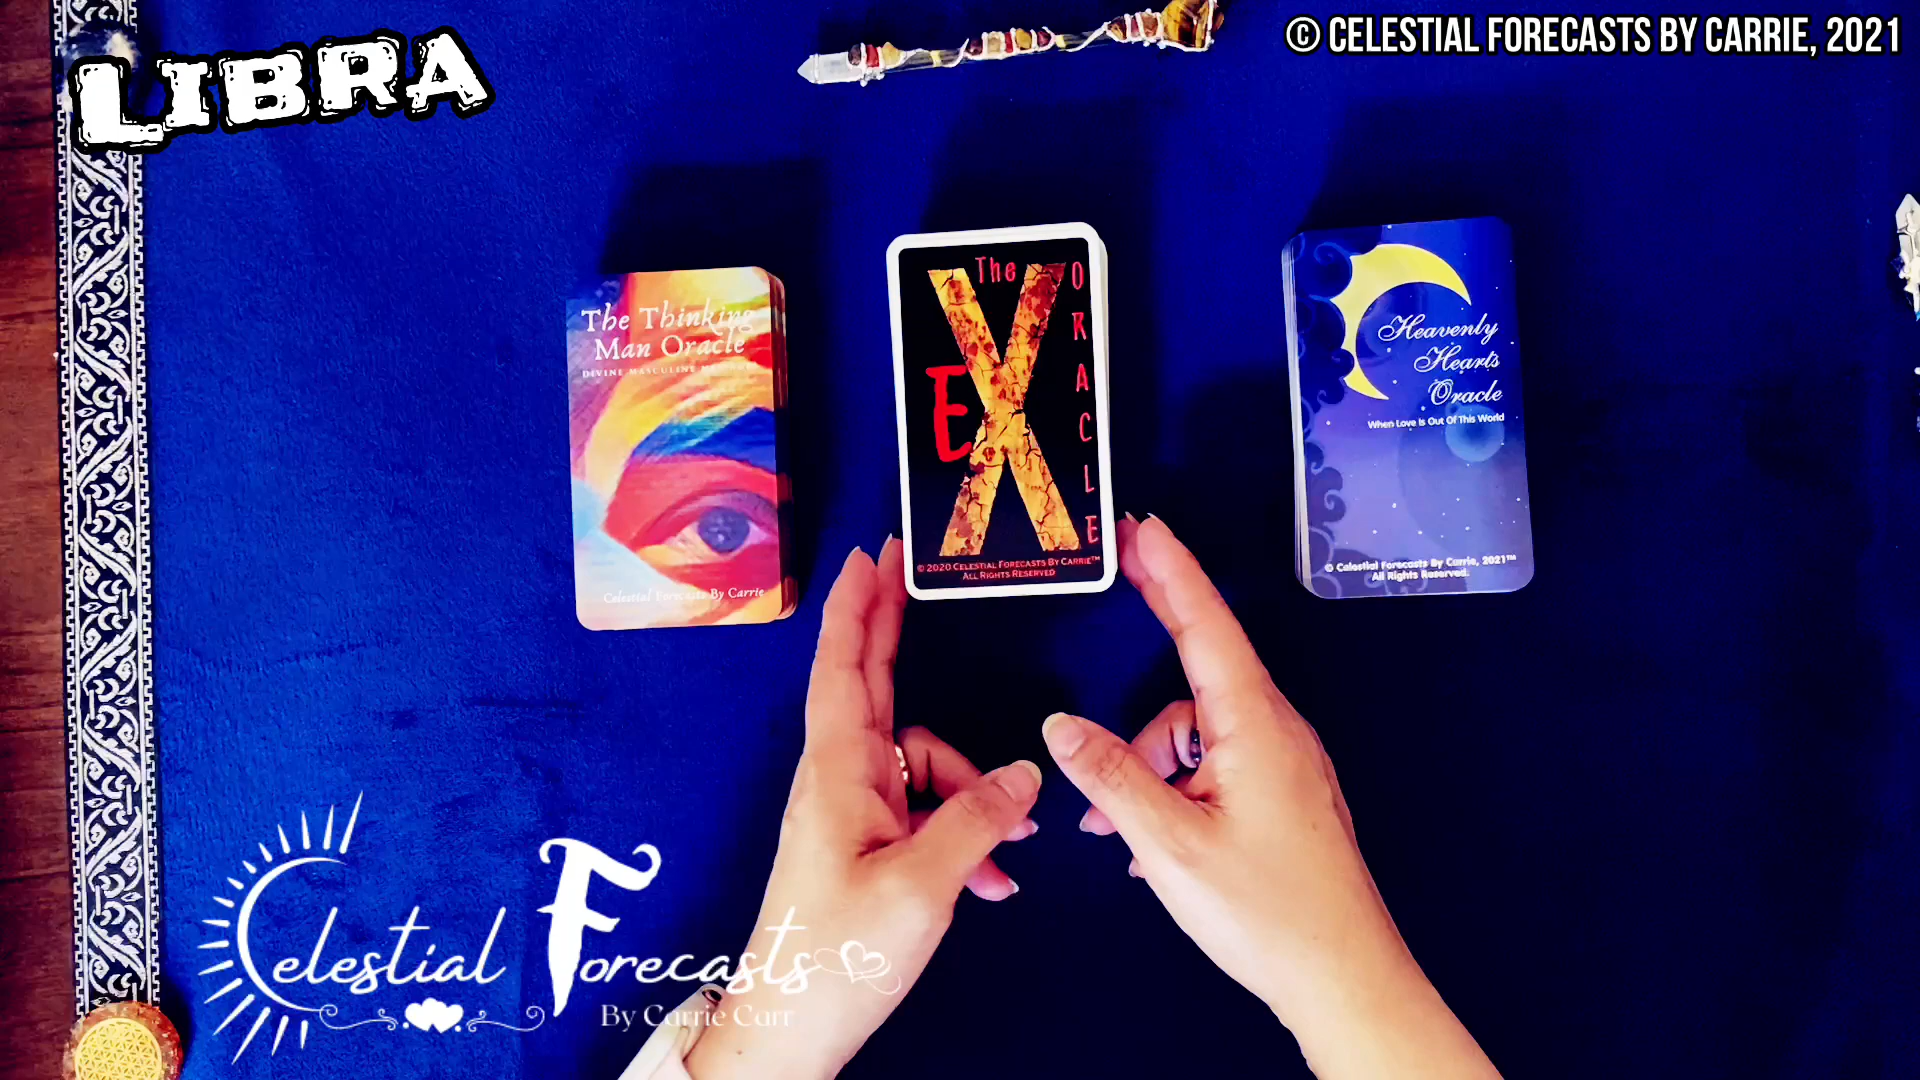 LIBRA
© CELESTIAL FORECASTS BY CARRIE, 2021
The Thinking
Man Oracle
DIVINE MASCULINE
Celestial Forecasts By Carrie
The
EX
ORACLE
© 2020 CELESTIAL FORECASTS BY CARRIE™
ALL RIGHTS RESERVED
Heavenly
Hearts
Oracle
When Love Is Out Of This World
© Celestial Forecasts By Carrie, 2021™
All Rights Reserved.
Celestial Forecasts
By Carrie Carr